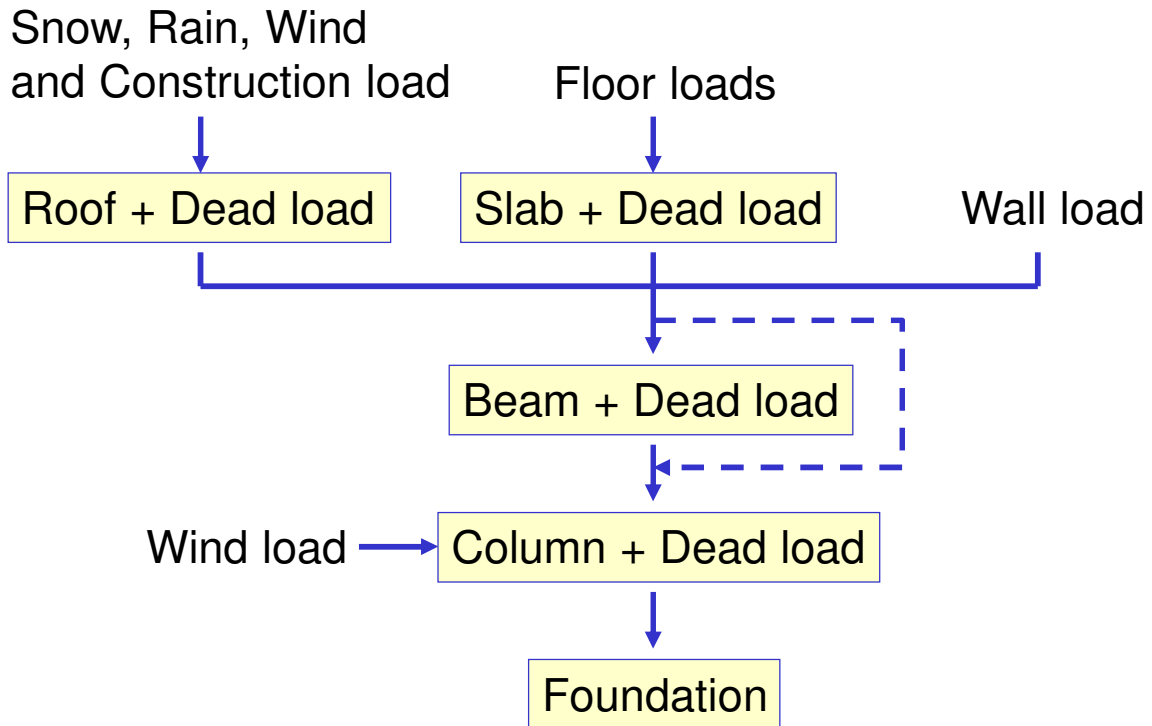 Snow, Rain, Wind
and Construction load
Floor loads
Roof + Dead load
Slab + Dead load
Wall load
Beam + Dead load
Wind load
Column + Dead load
Foundation